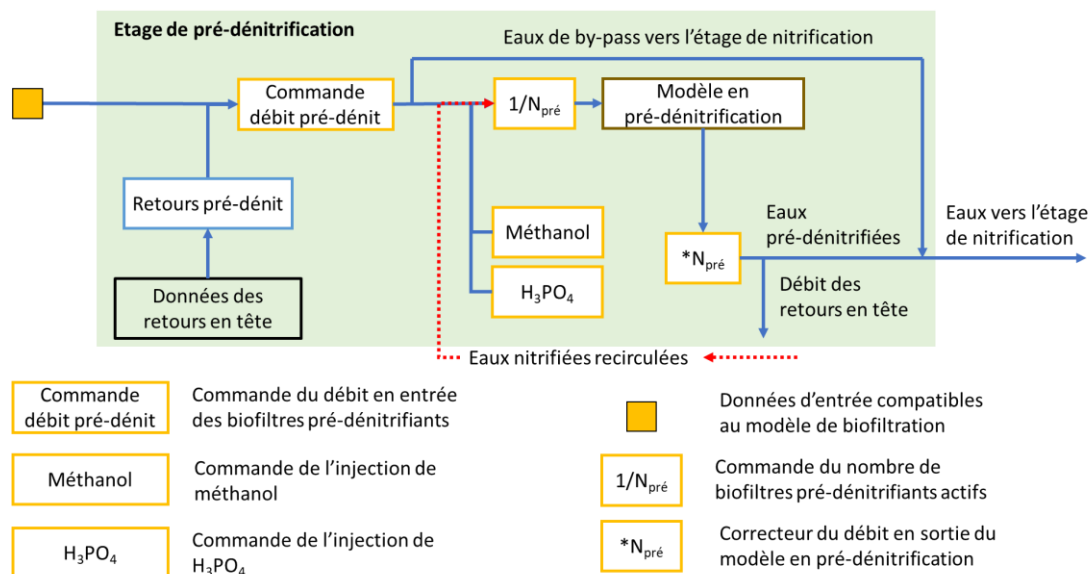 Etage de pré-dénitrification
Eaux de by-pass vers l'étage de nitrification
Commande
débit pré-dénit
1/Npré
Modèle en
pré-dénitrification
Retours pré-dénit
Méthanol
H₃PO₄
*Npré
Eaux
pré-dénitrifiées
Eaux vers l'étage
de nitrification
Données des
retours en tête
Débit des
retours en tête
Eaux nitrifiées recirculées
Commande
débit pré-dénit
Commande du débit en entrée
des biofiltres pré-dénitrifiants
Méthanol
Commande de l'injection de
méthanol
H₃PO₄
Commande de l'injection de
H₃PO₄
Données d'entrée compatibles
au modèle de biofiltration
1/Npré
Commande du nombre de
biofiltres pré-dénitrifiants actifs
*Npré
Correcteur du débit en sortie du
modèle en pré-dénitrification